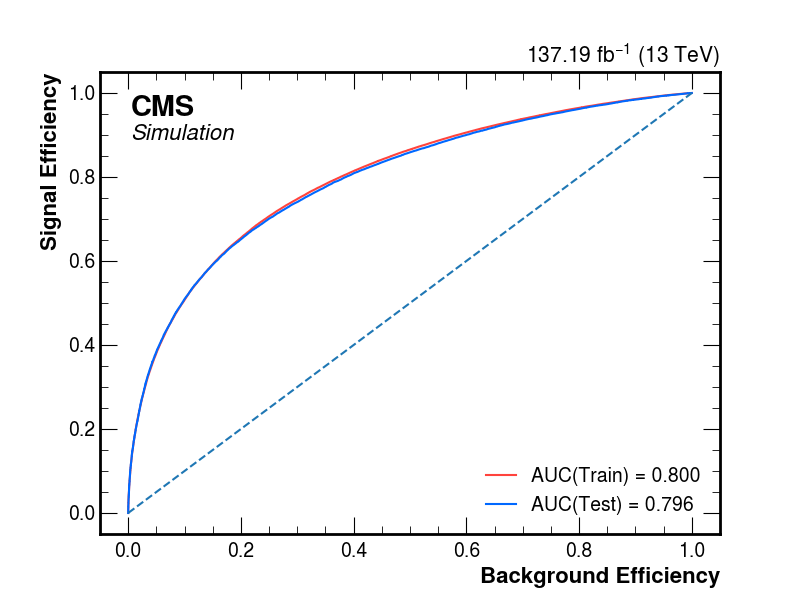 137.19 fb⁻¹ (13 TeV)
CMS
Simulation
Signal Efficiency
1.0
0.8
0.6
0.4
0.2
0.0
AUC(Train) = 0.800
AUC(Test) = 0.796
0.0 0.2 0.4 0.6 0.8 1.0
Background Efficiency